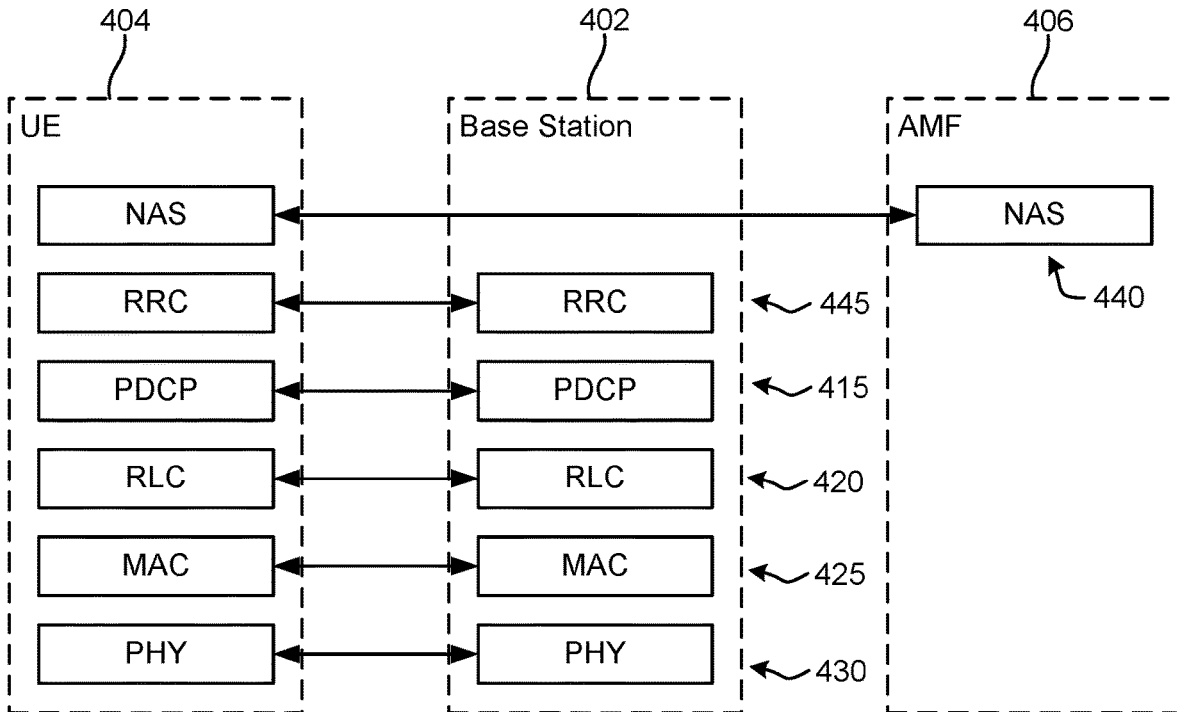 404 402 406
UE Base Station AMF
NAS NAS
440
RRC RRC 445
PDCP PDCP 415
RLC RLC 420
MAC MAC 425
PHY PHY 430